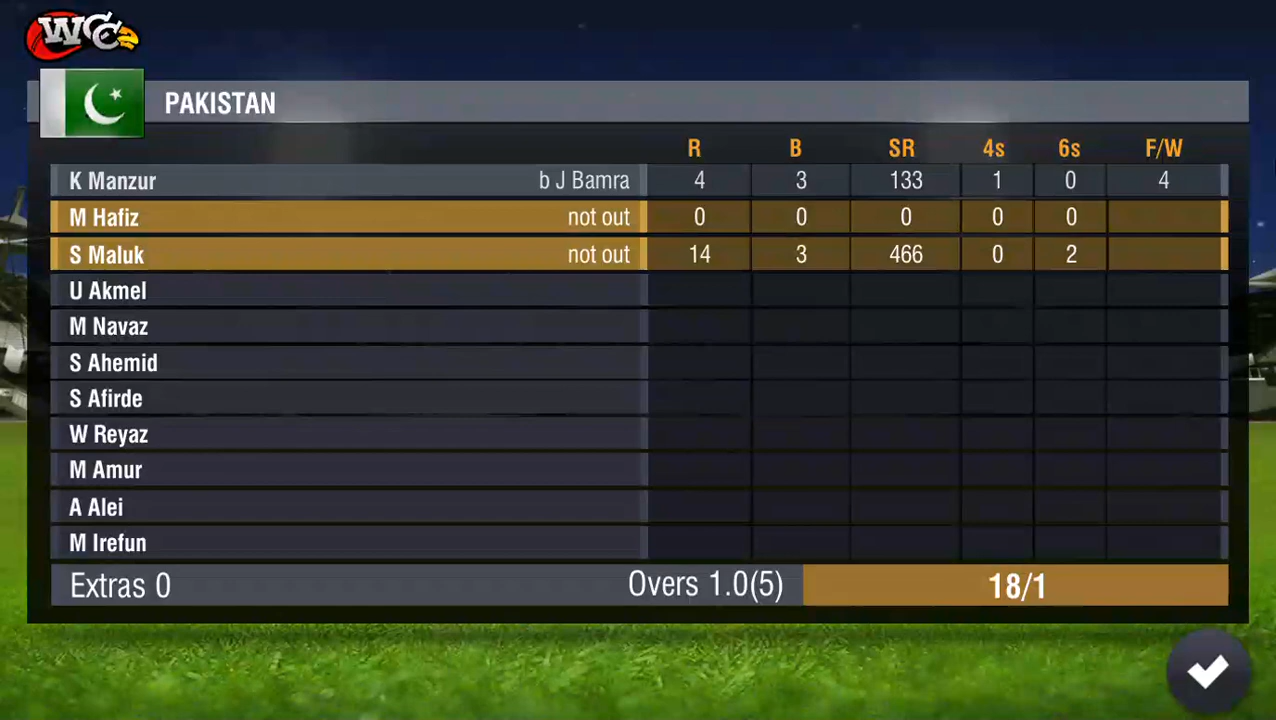 WCC
PAKISTAN
R B SR 4s 6s F/W
K Manzur b J Bamra 4 3 133 1 0 4
M Hafiz not out 0 0 0 0 0
S Maluk not out 14 3 466 0 2
U Akmel
M Navaz
S Ahemid
S Afirde
W Reyaz
M Amur
A Alei
M Irefun
Extras 0 Overs 1.0(5) 18/1